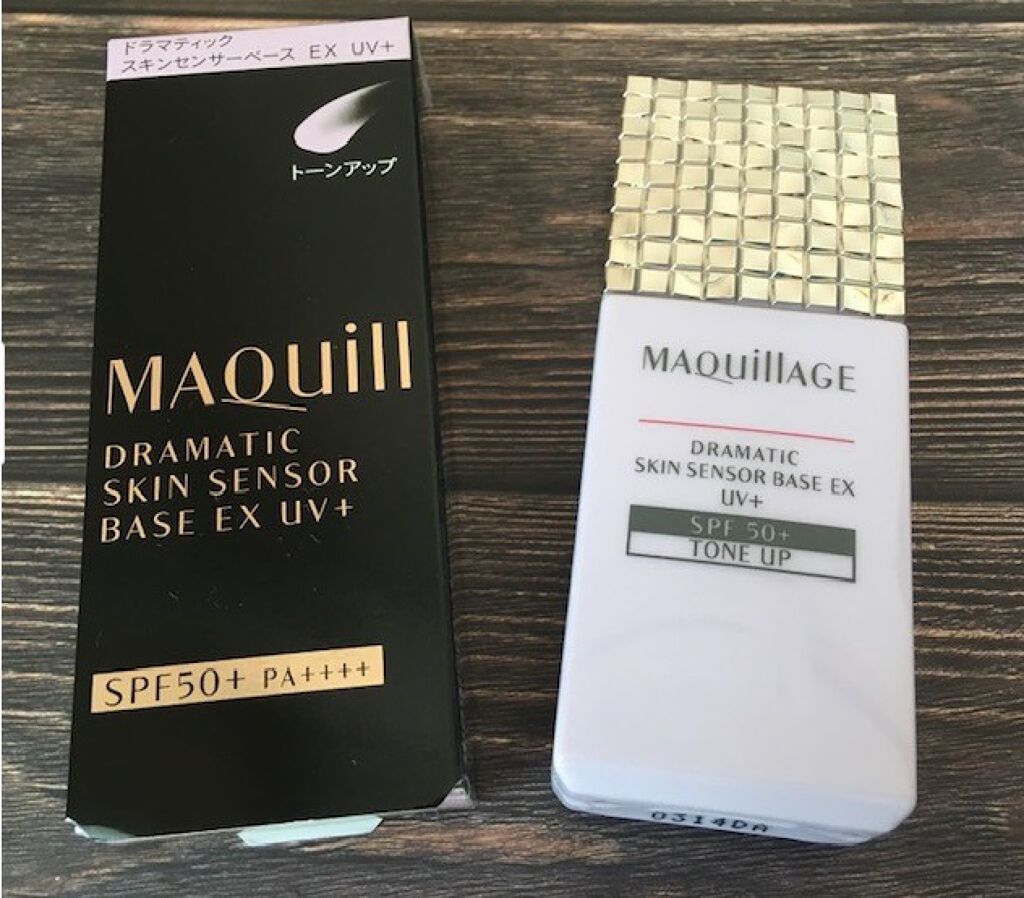 ドラマティック
スキンセンサーベース EX UV+
トーンアップ
MAQuill
DRAMATIC
SKIN SENSOR
BASE EX UV+
SPF50+ PA++++
MAQuillAGE
DRAMATIC
SKIN SENSOR BASE EX
UV+
SPF 50+
TONE UP
0314DA